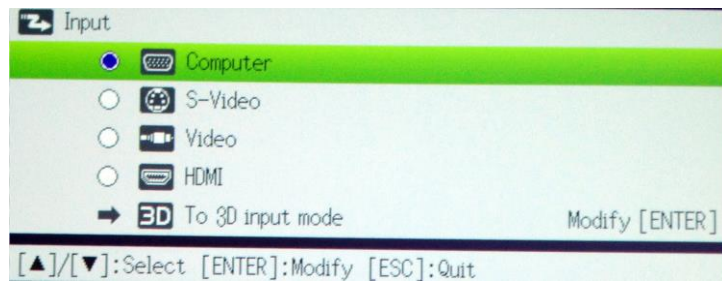 Input
Computer
S-Video
Video
HDMI
3D To 3D input mode Modify [ENTER]
[▲]/[▼]:Select [ENTER]:Modify [ESC]:Quit